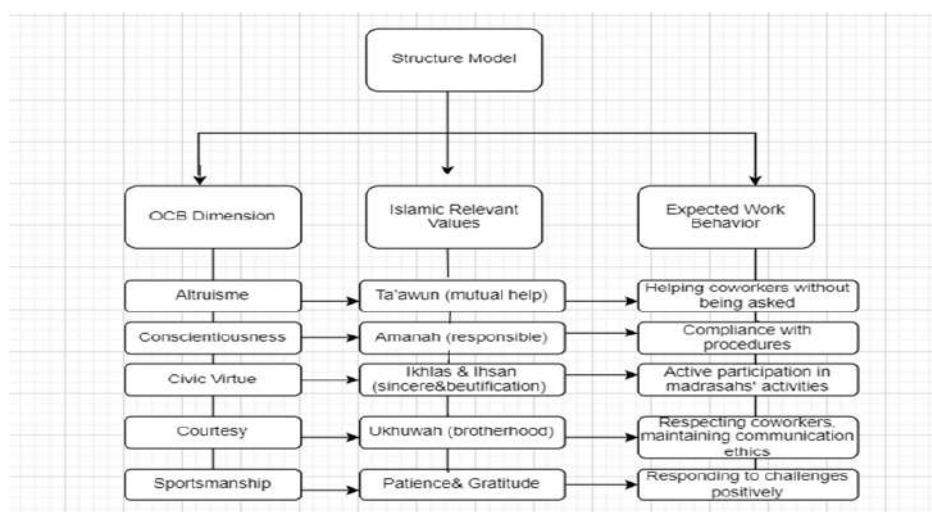 Structure Model
OCB Dimension
Islamic Relevant
Values
Expected Work
Behavior
Altruisme
Ta'awun (mutual help)
Helping coworkers without
being asked
Conscientiousness
Amanah (responsible)
Compliance with
procedures
Civic Virtue
Ikhlas & Ihsan
(sincere&beutification)
Active participation in
madrasahs' activities
Courtesy
Ukhuwah (brotherhood)
Respecting coworkers,
maintaining communication
ethics
Sportsmanship
Patience& Gratitude
Responding to challenges
positively